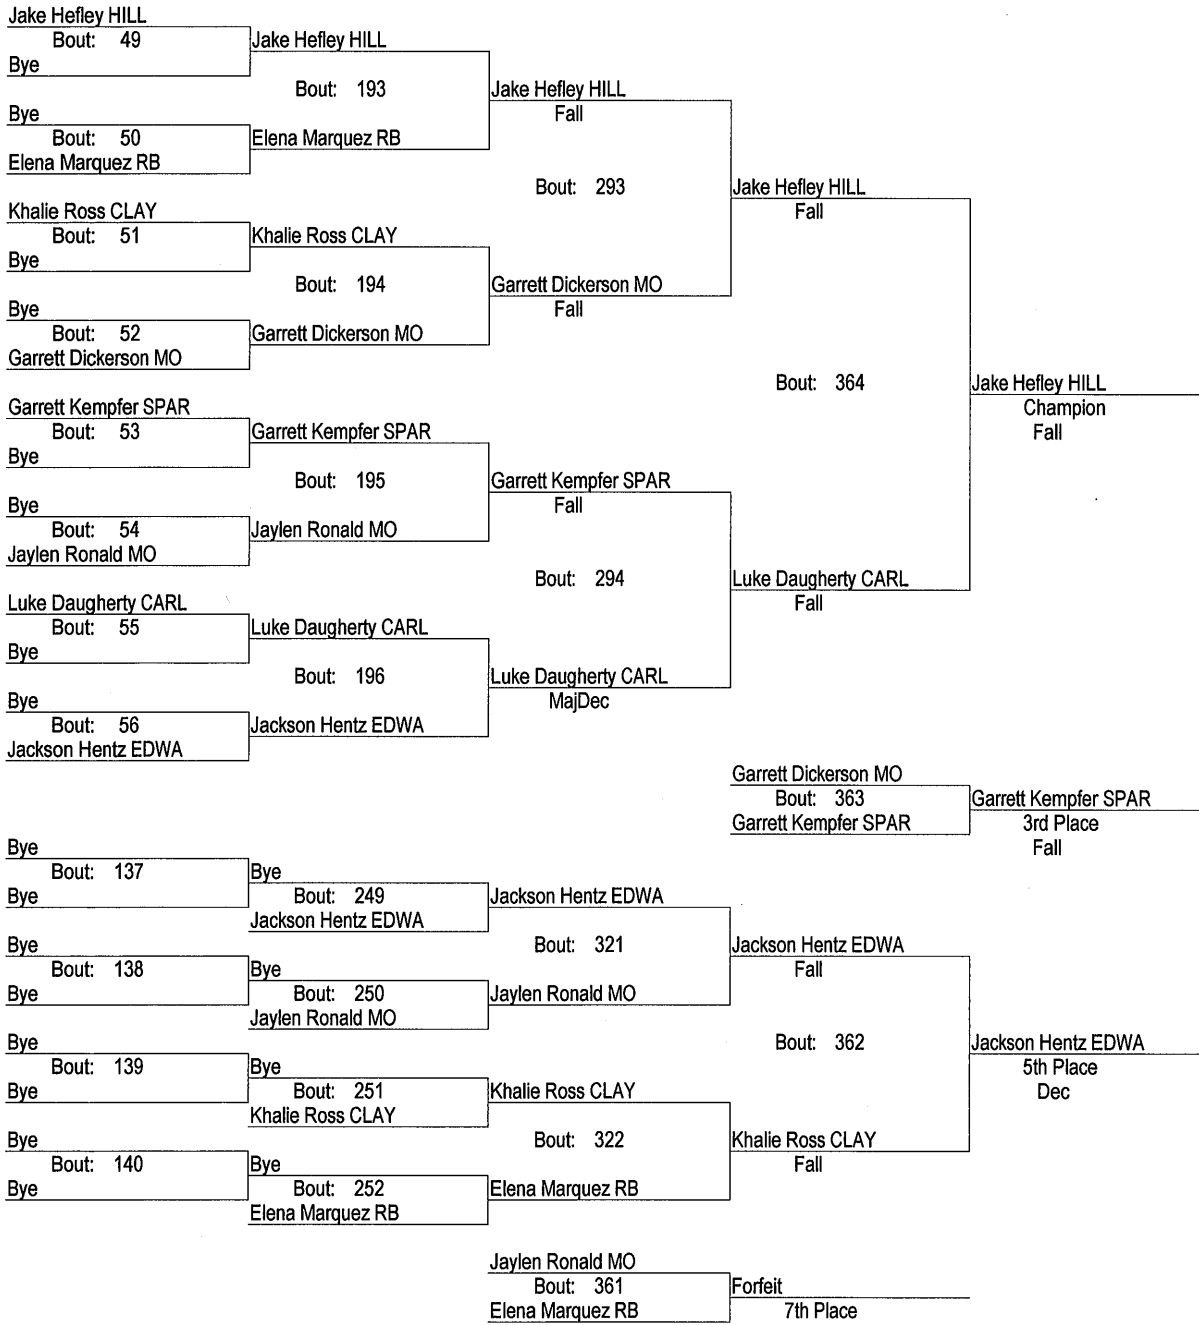 Jake Hefley HILL
Bout: 49
Bye
Jake Hefley HILL
Bout: 193
Bye
Bout: 50
Elena Marquez RB
Elena Marquez RB
Jake Hefley HILL
Fall
Bout: 293
Khalie Ross CLAY
Bout: 51
Bye
Khalie Ross CLAY
Bout: 194
Bye
Bout: 52
Garrett Dickerson MO
Garrett Dickerson MO
Garrett Dickerson MO
Fall
Jake Hefley HILL
Fall
Bout: 364
Garrett Kempfer SPAR
Bout: 53
Bye
Garrett Kempfer SPAR
Bout: 195
Bye
Bout: 54
Jaylen Ronald MO
Jaylen Ronald MO
Garrett Kempfer SPAR
Fall
Bout: 294
Luke Daugherty CARL
Bout: 55
Bye
Luke Daugherty CARL
Bout: 196
Bye
Bout: 56
Jackson Hentz EDWA
Jackson Hentz EDWA
Luke Daugherty CARL
MajDec
Luke Daugherty CARL
Fall
Jake Hefley HILL
Champion
Fall
Garrett Dickerson MO
Bout: 363
Garrett Kempfer SPAR
Garrett Kempfer SPAR
3rd Place
Fall
Bye
Bout: 137
Bye
Bye
Bout: 249
Jackson Hentz EDWA
Jackson Hentz EDWA
Bout: 321
Bye
Bout: 138
Bye
Bye
Bout: 250
Jaylen Ronald MO
Jaylen Ronald MO
Jackson Hentz EDWA
Fall
Bout: 362
Bye
Bout: 139
Bye
Bye
Bout: 251
Khalie Ross CLAY
Khalie Ross CLAY
Bout: 322
Bye
Bout: 140
Bye
Bye
Bout: 252
Elena Marquez RB
Elena Marquez RB
Khalie Ross CLAY
Fall
Jackson Hentz EDWA
5th Place
Dec
Jaylen Ronald MO
Bout: 361
Elena Marquez RB
Forfeit
7th Place